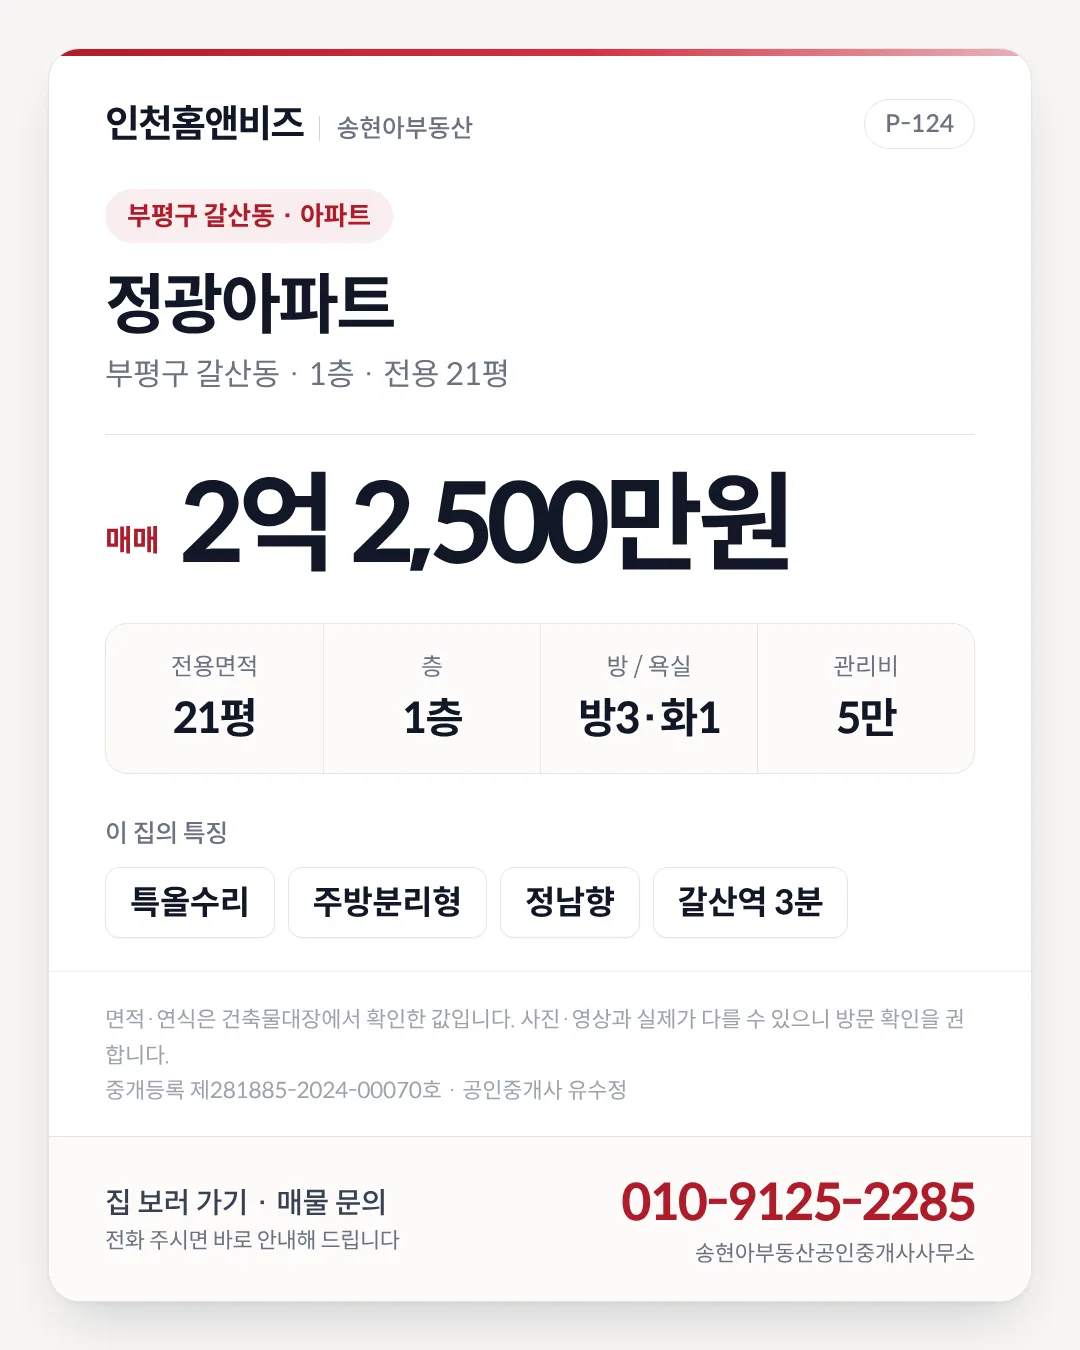 인천홈앤비즈 | 송현아부동산
P-124
부평구 갈산동 · 아파트
정광아파트
부평구 갈산동 · 1층 · 전용 21평
매매 2억 2,500만원
전용면적 층 방 / 욕실 관리비
21평 1층 방3·화1 5만
이 집의 특징
특올수리 주방분리형 정남향 갈산역 3분
면적·연식은 건축물대장에서 확인한 값입니다. 사진·영상과 실제가 다를 수 있으니 방문 확인을 권
합니다.
중개등록 제281885-2024-00070호 · 공인중개사 유수정
집 보러 가기 · 매물 문의
전화 주시면 바로 안내해 드립니다
010-9125-2285
송현아부동산공인중개사사무소